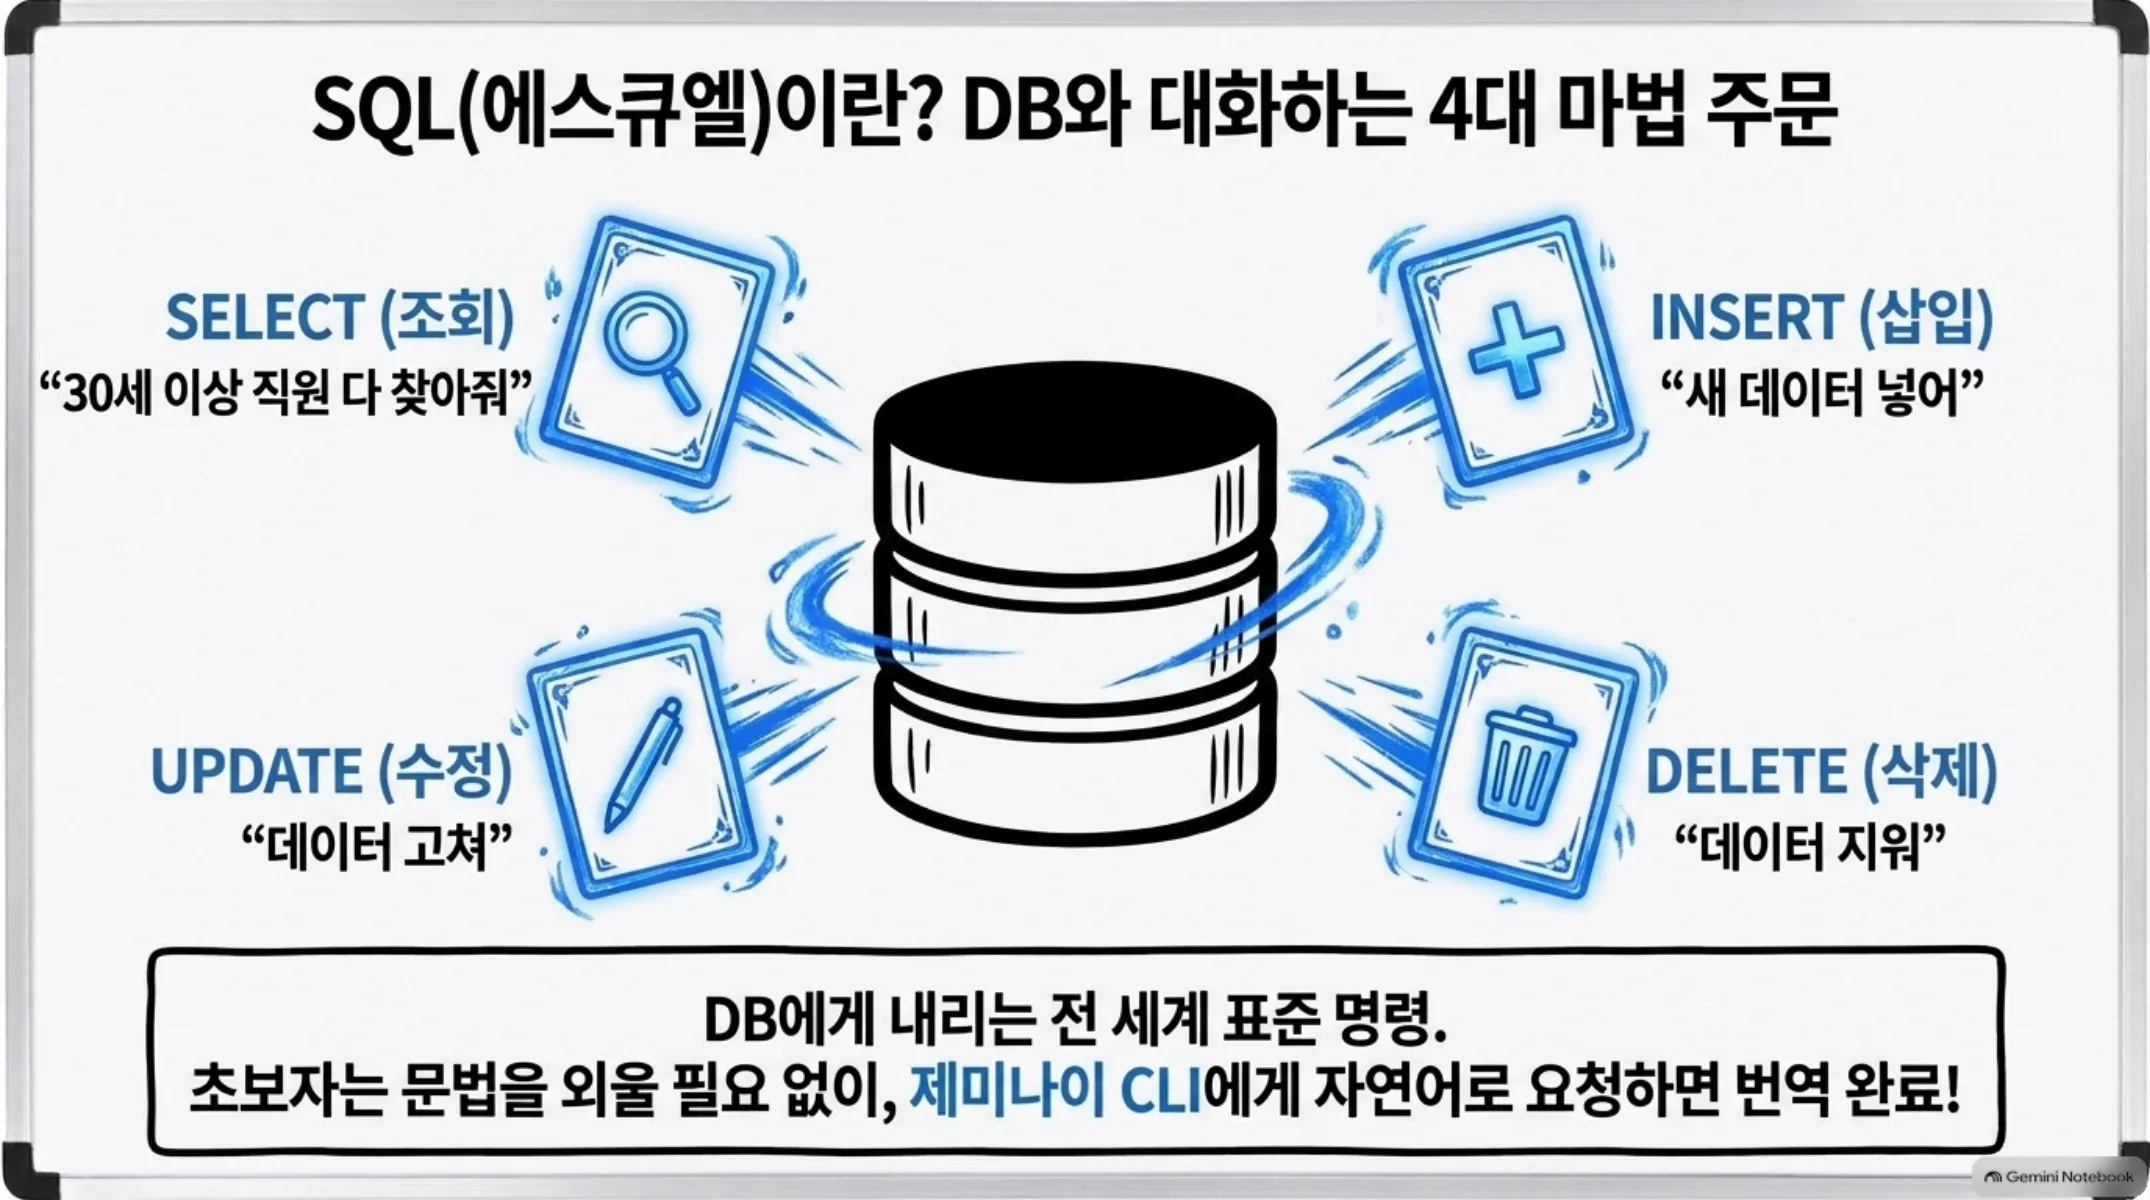 SQL(에스큐엘)이란? DB와 대화하는 4대 마법 주문
SELECT (조회)
“30세 이상 직원 다 찾아줘”
INSERT (삽입)
“새 데이터 넣어”
UPDATE (수정)
“데이터 고쳐”
DELETE (삭제)
“데이터 지워”
DB에게 내리는 전 세계 표준 명령.
초보자는 문법을 외울 필요 없이, 제미나이 CLI에게 자연어로 요청하면 번역 완료!
Gemini Notebook